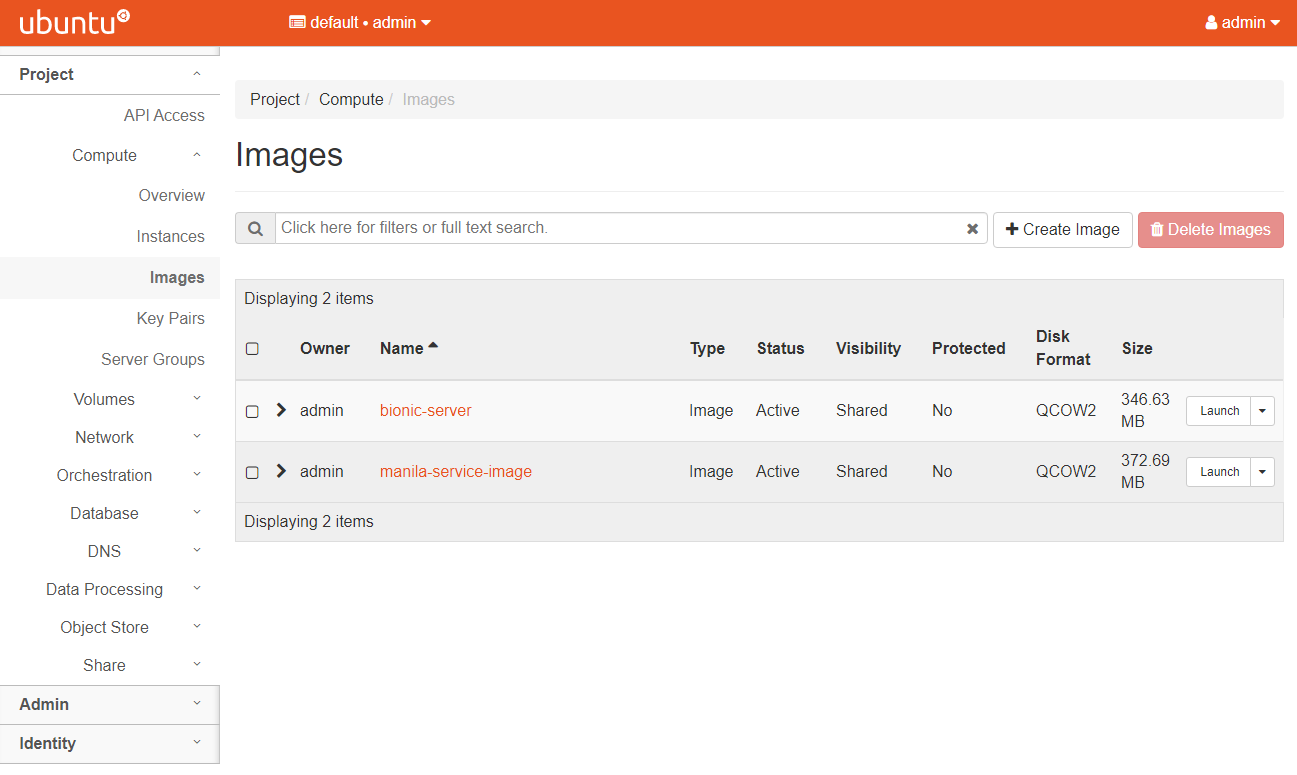 ubuntu
default • admin
admin
Project
API Access
Compute
Overview
Instances
Images
Key Pairs
Server Groups
Volumes
Network
Orchestration
Database
DNS
Data Processing
Object Store
Share
Admin
Identity
Project / Compute / Images
Images
Click here for filters or full text search.
Create Image
Delete Images
Displaying 2 items
Owner Name Type Status Visibility Protected Disk Format Size
admin bionic-server Image Active Shared No QCOW2 346.63 MB Launch
admin manila-service-image Image Active Shared No QCOW2 372.69 MB Launch
Displaying 2 items